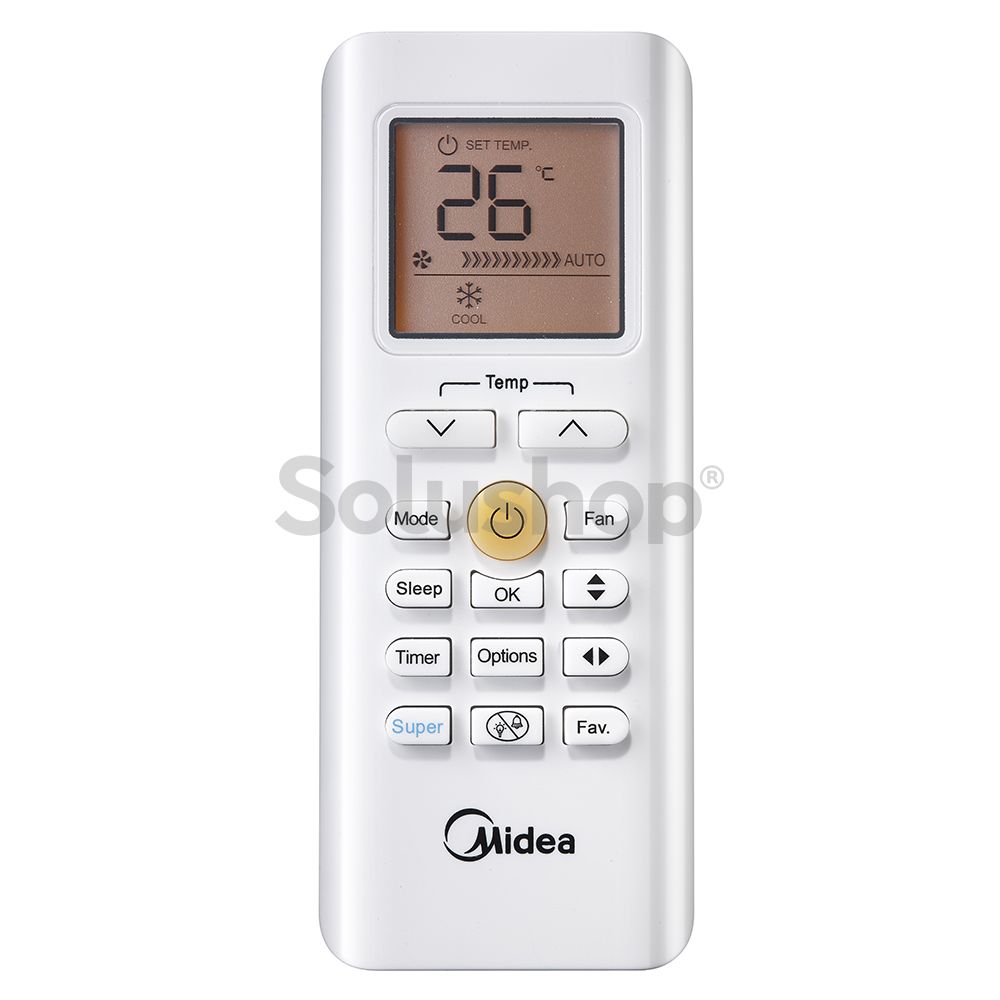 SET TEMP.
26 °C
AUTO
COOL
Temp
Solushop®
Mode
Fan
Sleep
OK
Timer
Options
Super
Fav.
Midea